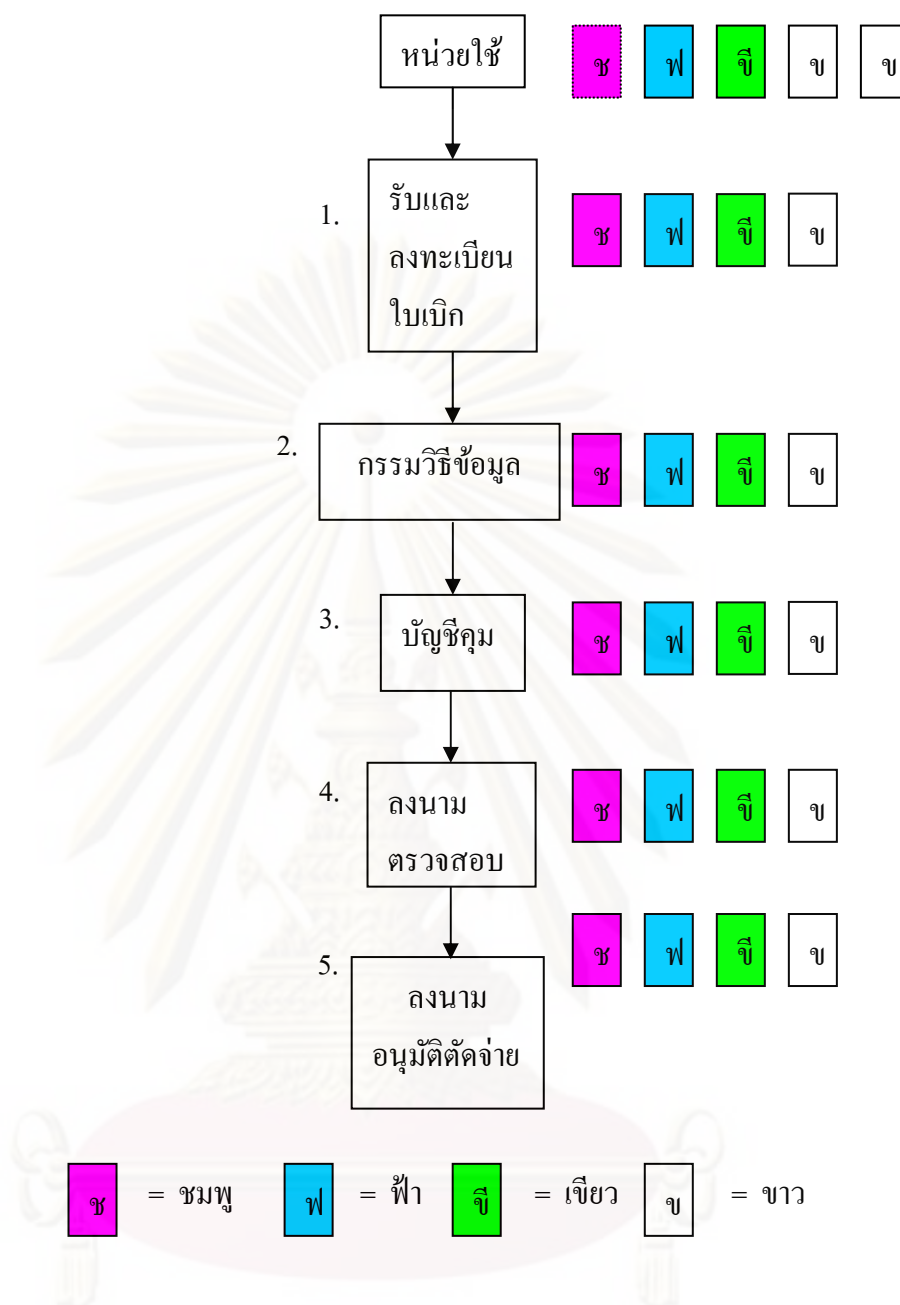 หน่วยใช้ ช ฟ ขี ข ข
1. รับและ
ลงทะเบียน ช ฟ ขี ข
ใบเบิก
2. กรรมวิธีข้อมูล ช ฟ ขี ข
3. บัญชีคุม ช ฟ ขี ข
4. ลงนาม ช ฟ ขี ข
ตรวจสอบ
ช ฟ ขี ข
5. ลงนาม
อนุมัติตัดจ่าย
ช = ชมพู ฟ = ฟ้า ขี = เขียว ข = ขาว